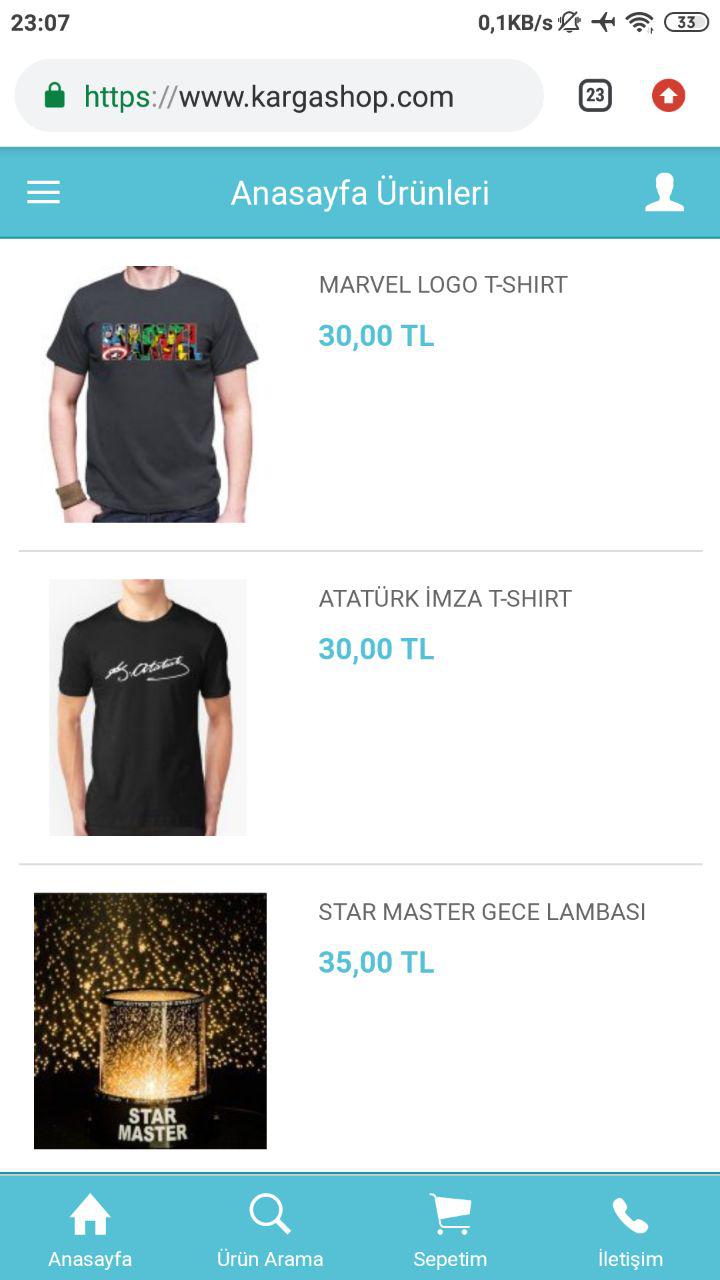 23:07
0,1KB/s
33
https://www.kargashop.com
23
Anasayfa Ürünleri
MARVEL
MARVEL LOGO T-SHIRT
30,00 TL
ATATÜRK İMZA T-SHIRT
30,00 TL
STAR MASTER GECE LAMBASI
35,00 TL
STAR
MASTER
Anasayfa
Ürün Arama
Sepetim
İletişim